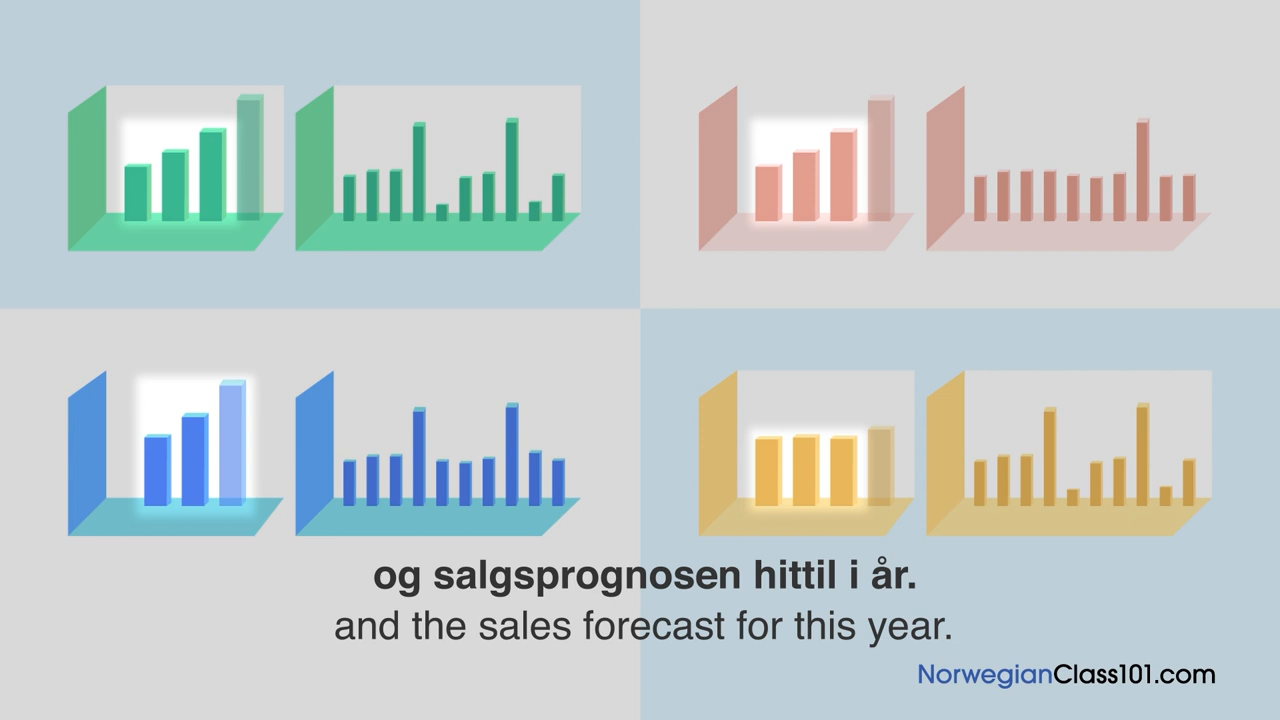 og salgsprognosen hittil i år.
and the sales forecast for this year.
NorwegianClass101.com